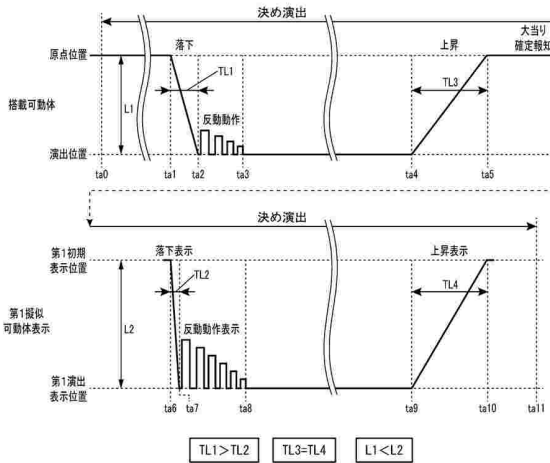 決め演出
原点位置
落下
上昇
大当り
確定報知
TL1
搭載可動体
L1
TL3
反動動作
演出位置
ta0
ta1
ta2
ta3
ta4
ta5
決め演出
第1初期
表示位置
落下表示
上昇表示
TL2
第1擬似
可動体表示
L2
TL4
反動動作表示
第1演出
表示位置
ta6
ta7
ta8
ta9
ta10
ta11
TL1>TL2
TL3=TL4
L1<L2